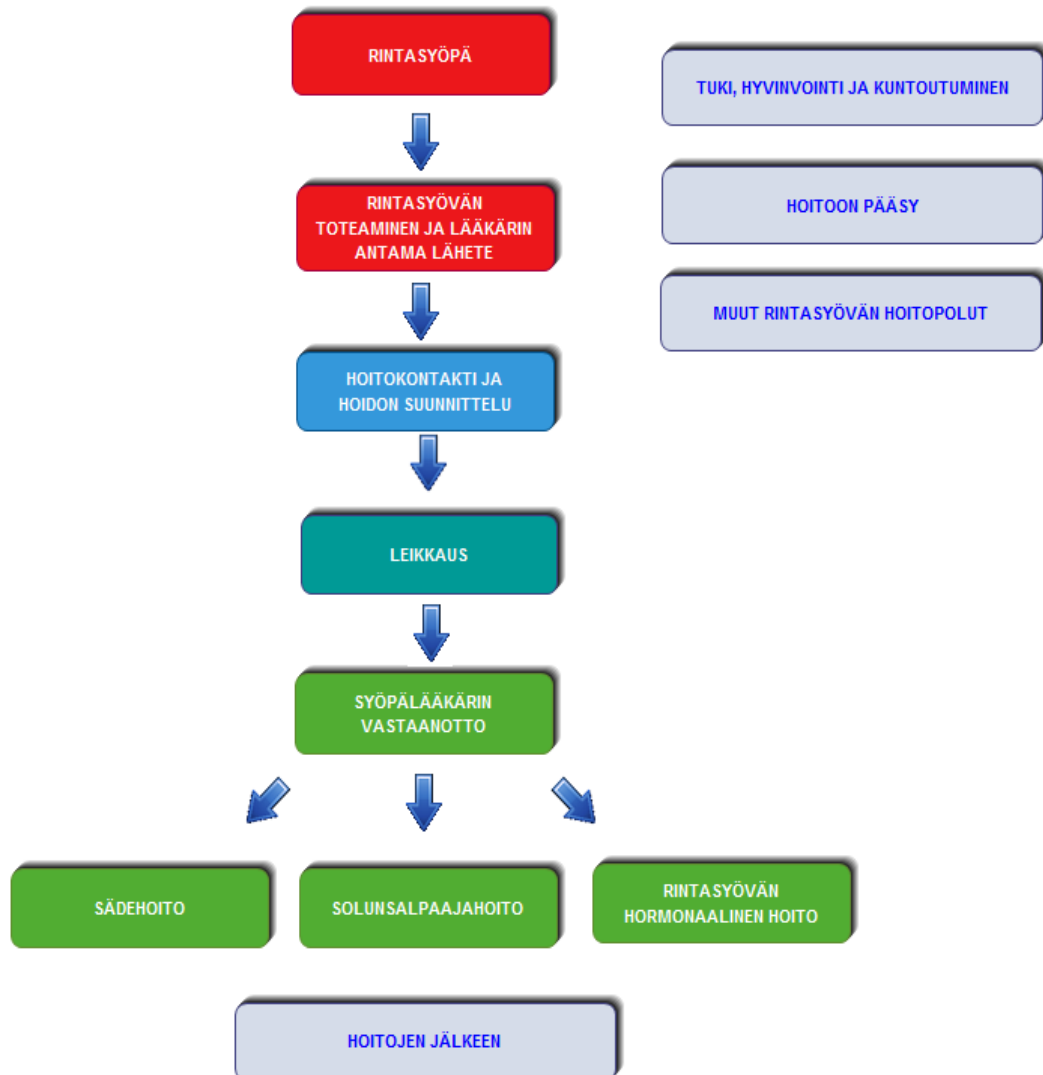 RINTASYÖPÄ
TUKI, HYVINVOINTI JA KUNTOUTUMINEN
RINTASYÖVÄN
TOTEAMINEN JA LÄÄKÄRIN
ANTAMA LÄHETE
HOITOON PÄÄSY
MUUT RINTASYÖVÄN HOITOPOLUT
HOITOKONTAKTI JA
HOIDON SUUNNITTELU
LEIKKAUS
SYÖPÄLÄÄKÄRIN
VASTAANOTTO
SÄDEHOITO
SOLUNSALPAAJAHOITO
RINTASYÖVÄN
HORMONAALINEN HOITO
HOITOJEN JÄLKEEN